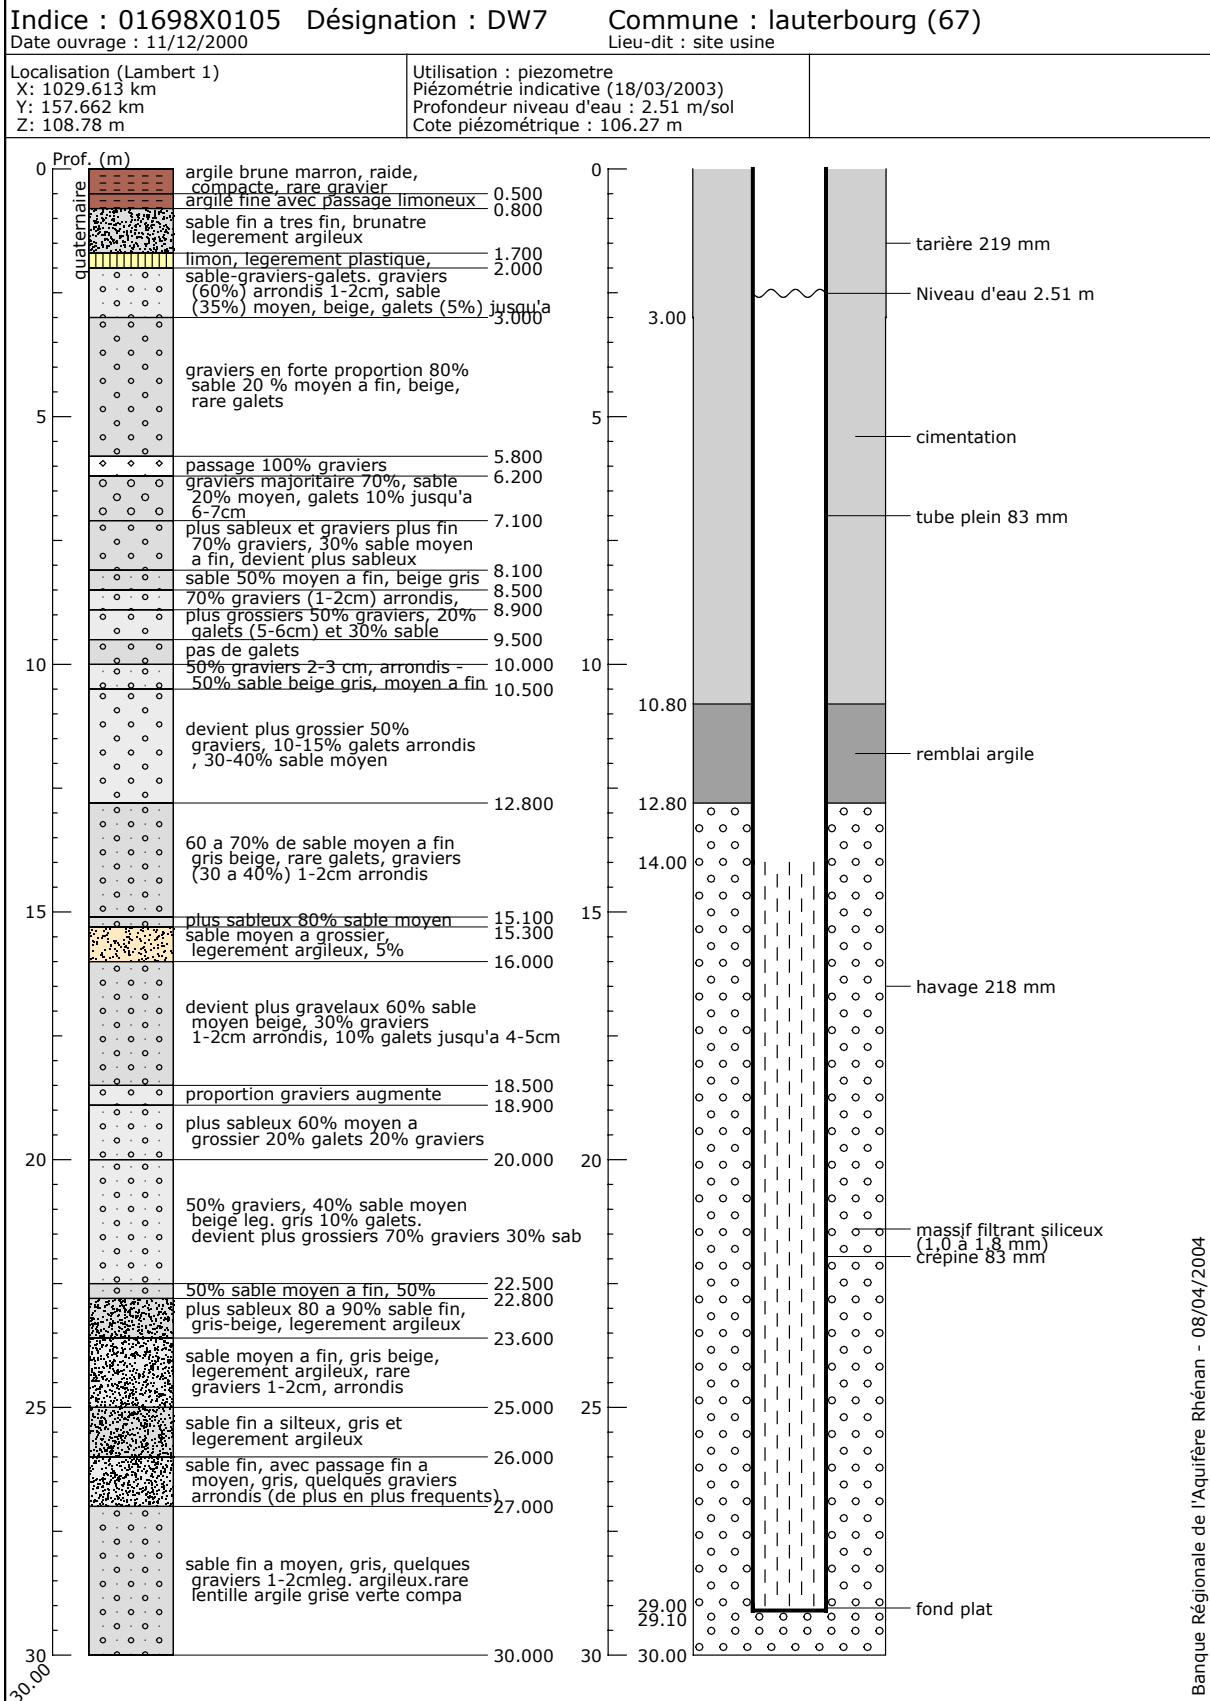 Indice : 01698X0105 Désignation : DW7 Commune : lauterbourg (67)
Date ouvrage : 11/12/2000 Lieu-dit : site usine
Localisation (Lambert 1)
X: 1029.613 km
Y: 157.662 km
Z: 108.78 m
Utilisation : piezometre
Piézométrie indicative (18/03/2003)
Profondeur niveau d'eau : 2.51 m/sol
Cote piézométrique : 106.27 m
Prof. (m)
quaternaire
0
5
10
15
20
25
30
30.00
argile brune marron, raide,
compacte, rare gravier
0.500
argile fine avec passage limoneux
0.800
sable fin a tres fin, brunatre
legerement argileux
1.700
limon, legerement plastique,
2.000
sable-graviers-galets. graviers
(60%) arrondis 1-2cm, sable
(35%) moyen, beige, galets (5%) jusqu'a
3.000
graviers en forte proportion 80%
sable 20 % moyen a fin, beige,
rare galets
5.800
passage 100% graviers
6.200
graviers majoritaire 70%, sable
20% moyen, galets 10% jusqu'a
6-7cm
7.100
plus sableux et graviers plus fin
70% graviers, 30% sable moyen
a fin, devient plus sableux
8.100
sable 50% moyen a fin, beige gris
8.500
70% graviers (1-2cm) arrondis,
8.900
plus grossiers 50% graviers, 20%
galets (5-6cm) et 30% sable
9.500
pas de galets
10.000
50% graviers 2-3 cm, arrondis -
50% sable beige gris, moyen a fin
10.500
devient plus grossier 50%
graviers, 10-15% galets arrondis
, 30-40% sable moyen
12.800
60 a 70% de sable moyen a fin
gris beige, rare galets, graviers
(30 a 40%) 1-2cm arrondis
15.100
plus sableux 80% sable moyen
15.300
sable moyen a grossier,
legerement argileux, 5%
16.000
devient plus gravelaux 60% sable
moyen beige, 30% graviers
1-2cm arrondis, 10% galets jusqu'a 4-5cm
18.500
proportion graviers augmente
18.900
plus sableux 60% moyen a
grossier 20% galets 20% graviers
20.000
50% graviers, 40% sable moyen
beige leg. gris 10% galets.
devient plus grossiers 70% graviers 30% sab
22.500
50% sable moyen a fin, 50%
22.800
plus sableux 80 a 90% sable fin,
gris-beige, legerement argileux
23.600
sable moyen a fin, gris beige,
legerement argileux, rare
graviers 1-2cm, arrondis
25.000
sable fin a silteux, gris et
legerement argileux
26.000
sable fin, avec passage fin a
moyen, gris, quelques graviers
arrondis (de plus en plus frequents)
27.000
sable fin a moyen, gris, quelques
graviers 1-2cmleg. argileux.rare
lentille argile grise verte compa
30.000
0
5
10
15
20
25
30
3.00
10.80
12.80
14.00
29.00
29.10
30.00
tarière 219 mm
Niveau d'eau 2.51 m
cimentation
tube plein 83 mm
remblai argile
havage 218 mm
massif filtrant siliceux
(1,0 à 1,8 mm)
crépine 83 mm
fond plat
Banque Régionale de l'Aquifère Rhénan - 08/04/2004